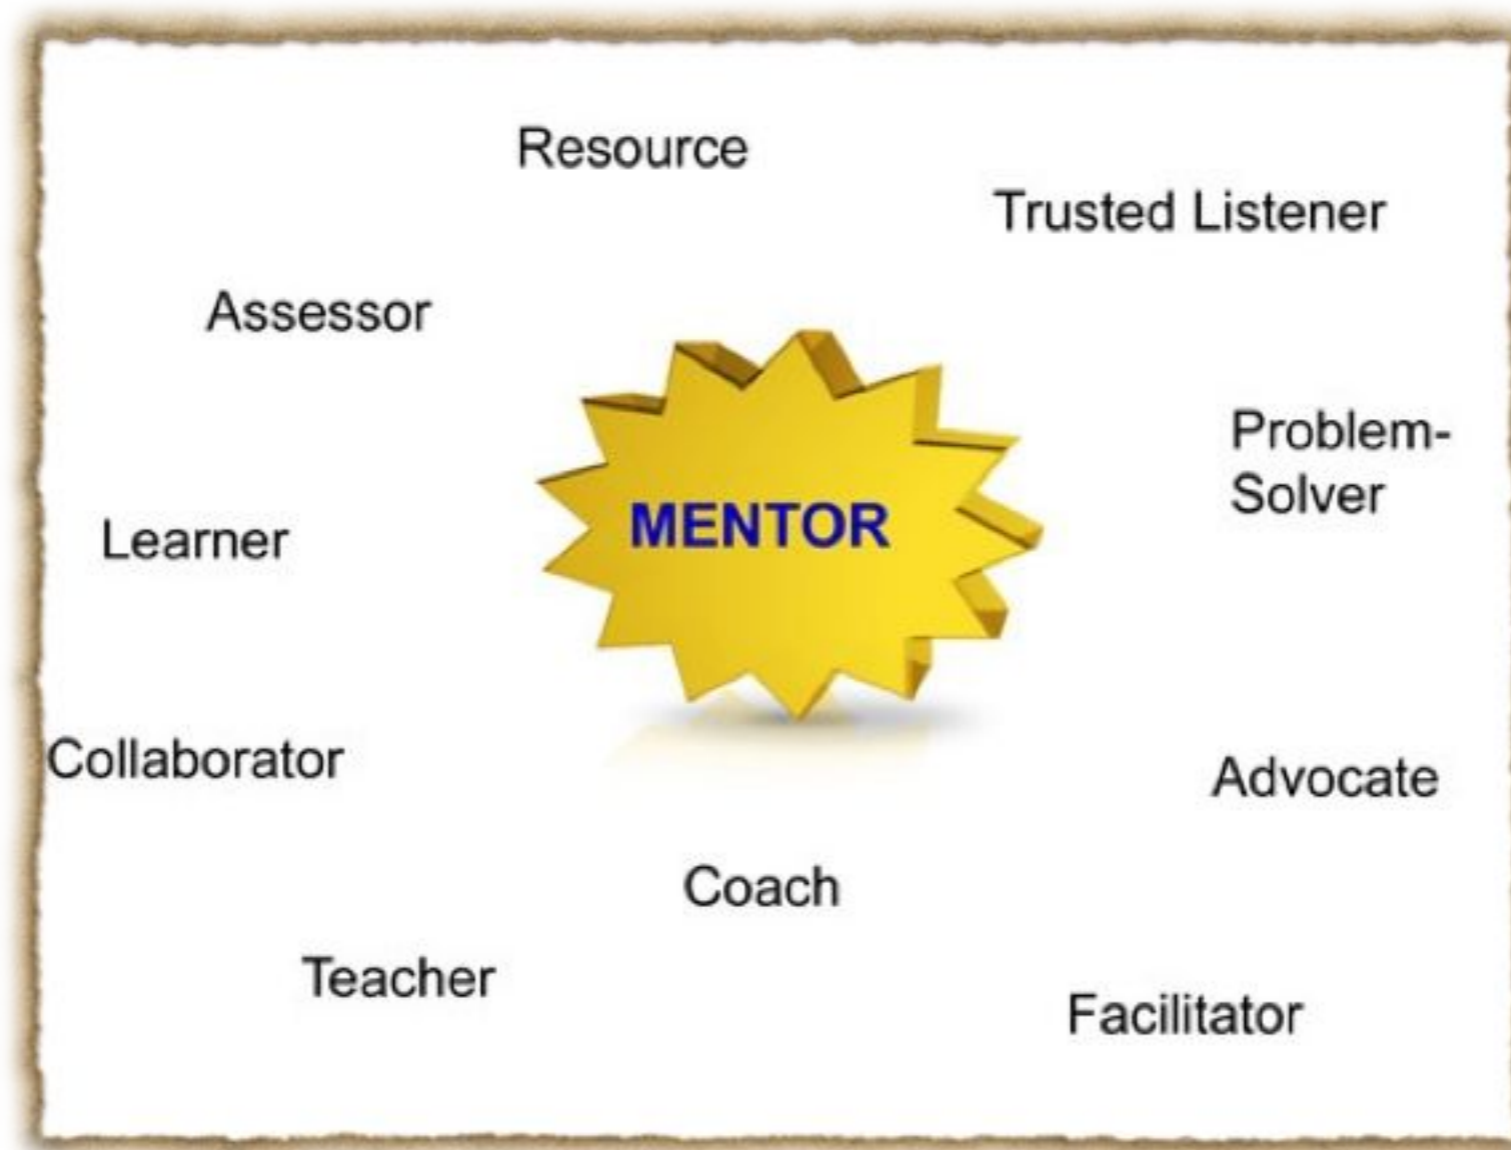 Resource
Trusted Listener
Assessor
Problem-
Solver
MENTOR
Learner
Collaborator
Advocate
Coach
Teacher
Facilitator